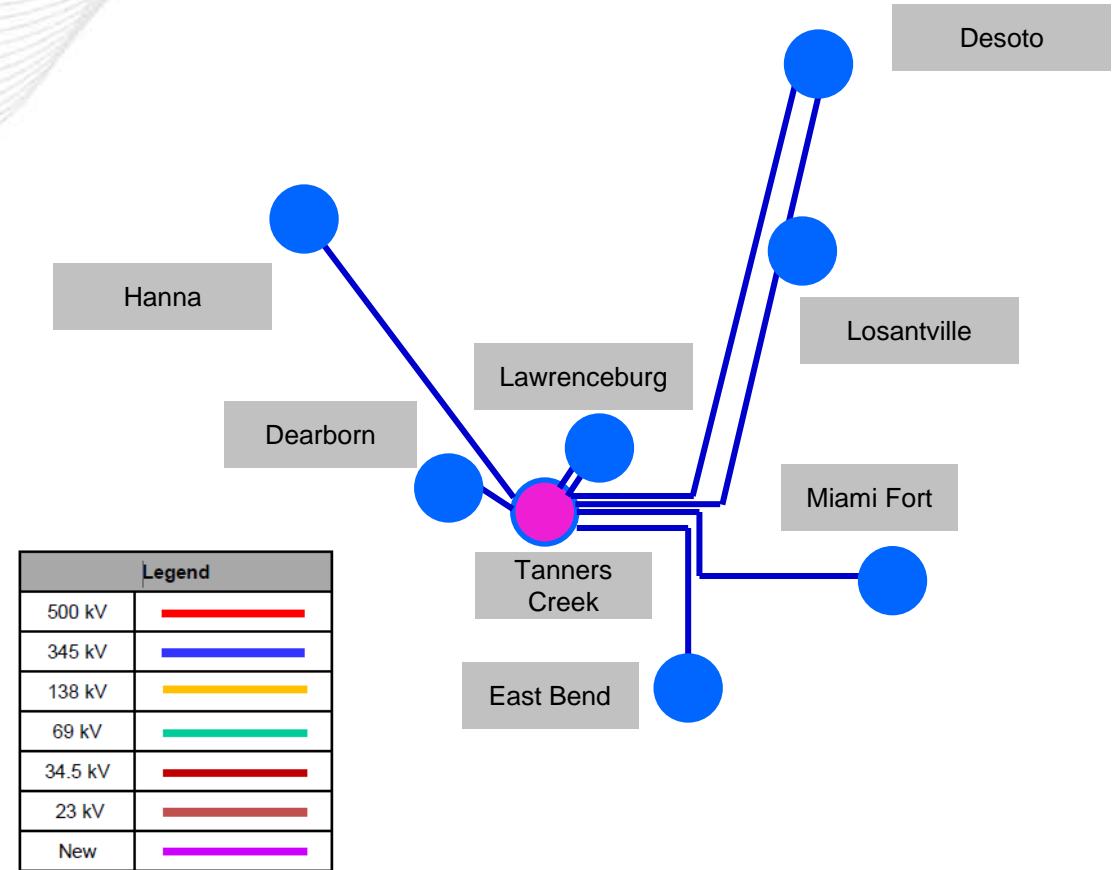 Desoto
Hanna
Losantville
Lawrenceburg
Dearborn
Miami Fort
Tanners
Creek
East Bend
Legend
500 kV
345 kV
138 kV
69 kV
34.5 kV
23 kV
New